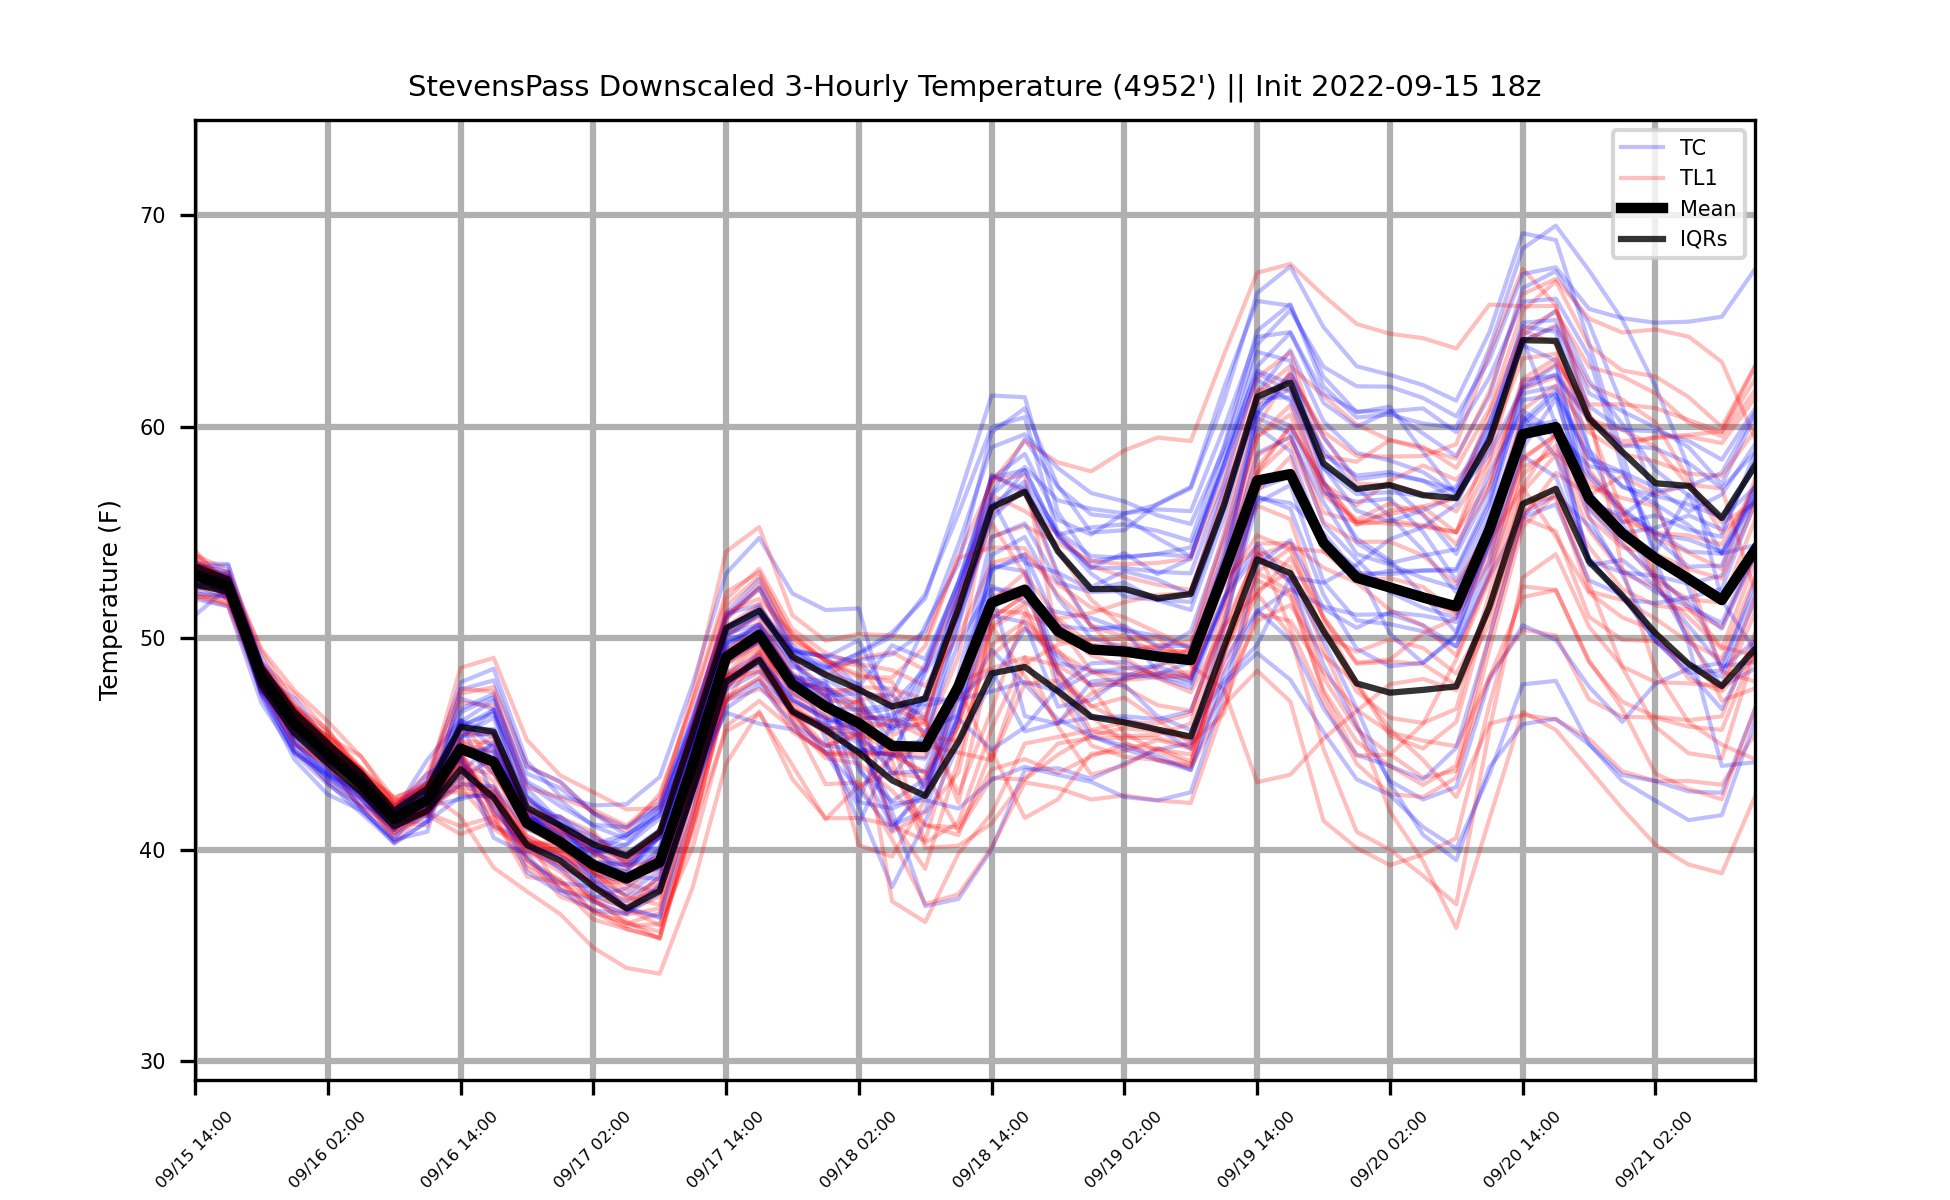 StevensPass Downscaled 3-Hourly Temperature (4952') || Init 2022-09-15 18z
TC
TL1
Mean
IQRs
Temperature (F)
70
60
50
40
30
09/15 14:00
09/16 02:00
09/16 14:00
09/17 02:00
09/17 14:00
09/18 02:00
09/18 14:00
09/19 02:00
09/19 14:00
09/20 02:00
09/20 14:00
09/21 02:00